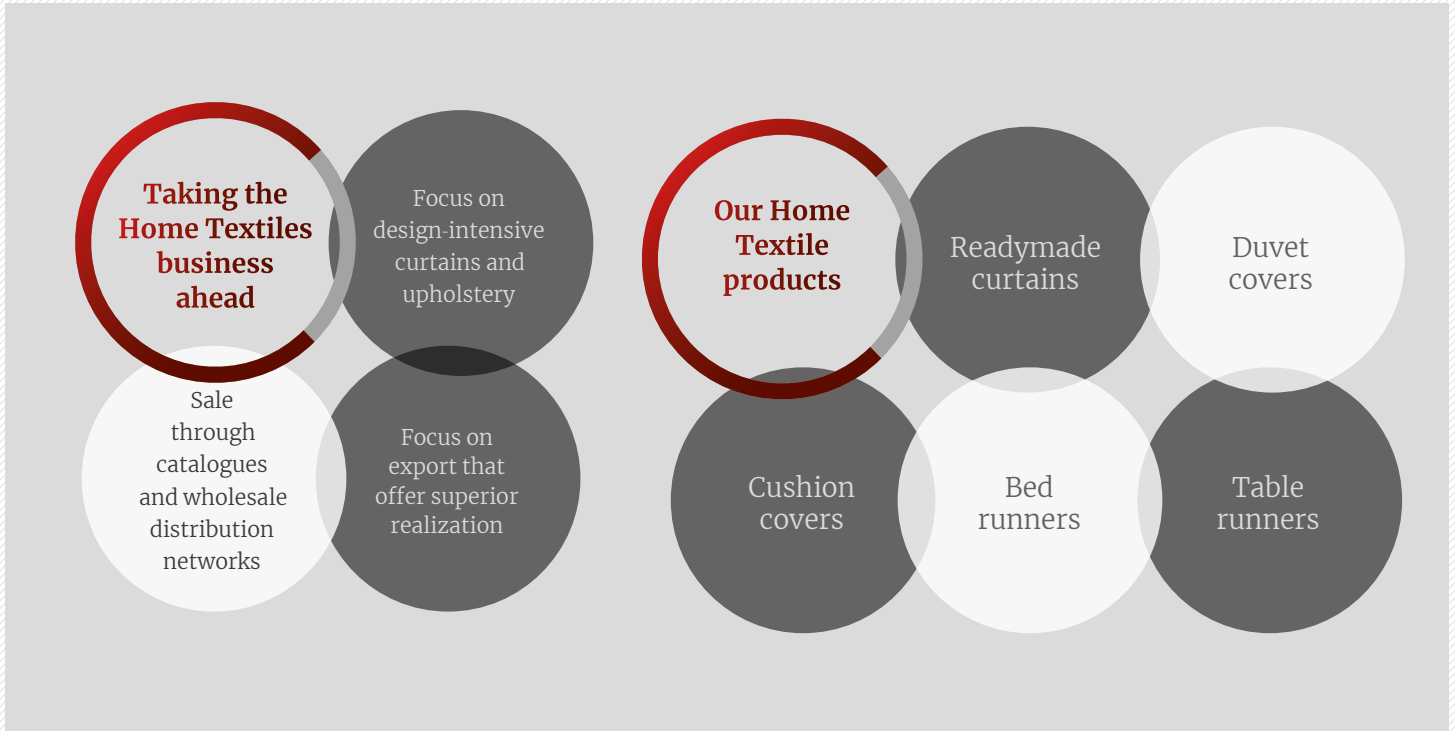 Taking the
Home Textiles
business
ahead
Focus on
design-intensive
curtains and
upholstery
Sale
through
catalogues
and wholesale
distribution
networks
Focus on
export that
offer superior
realization
Our Home
Textile
products
Readymade
curtains
Duvet
covers
Cushion
covers
Bed
runners
Table
runners